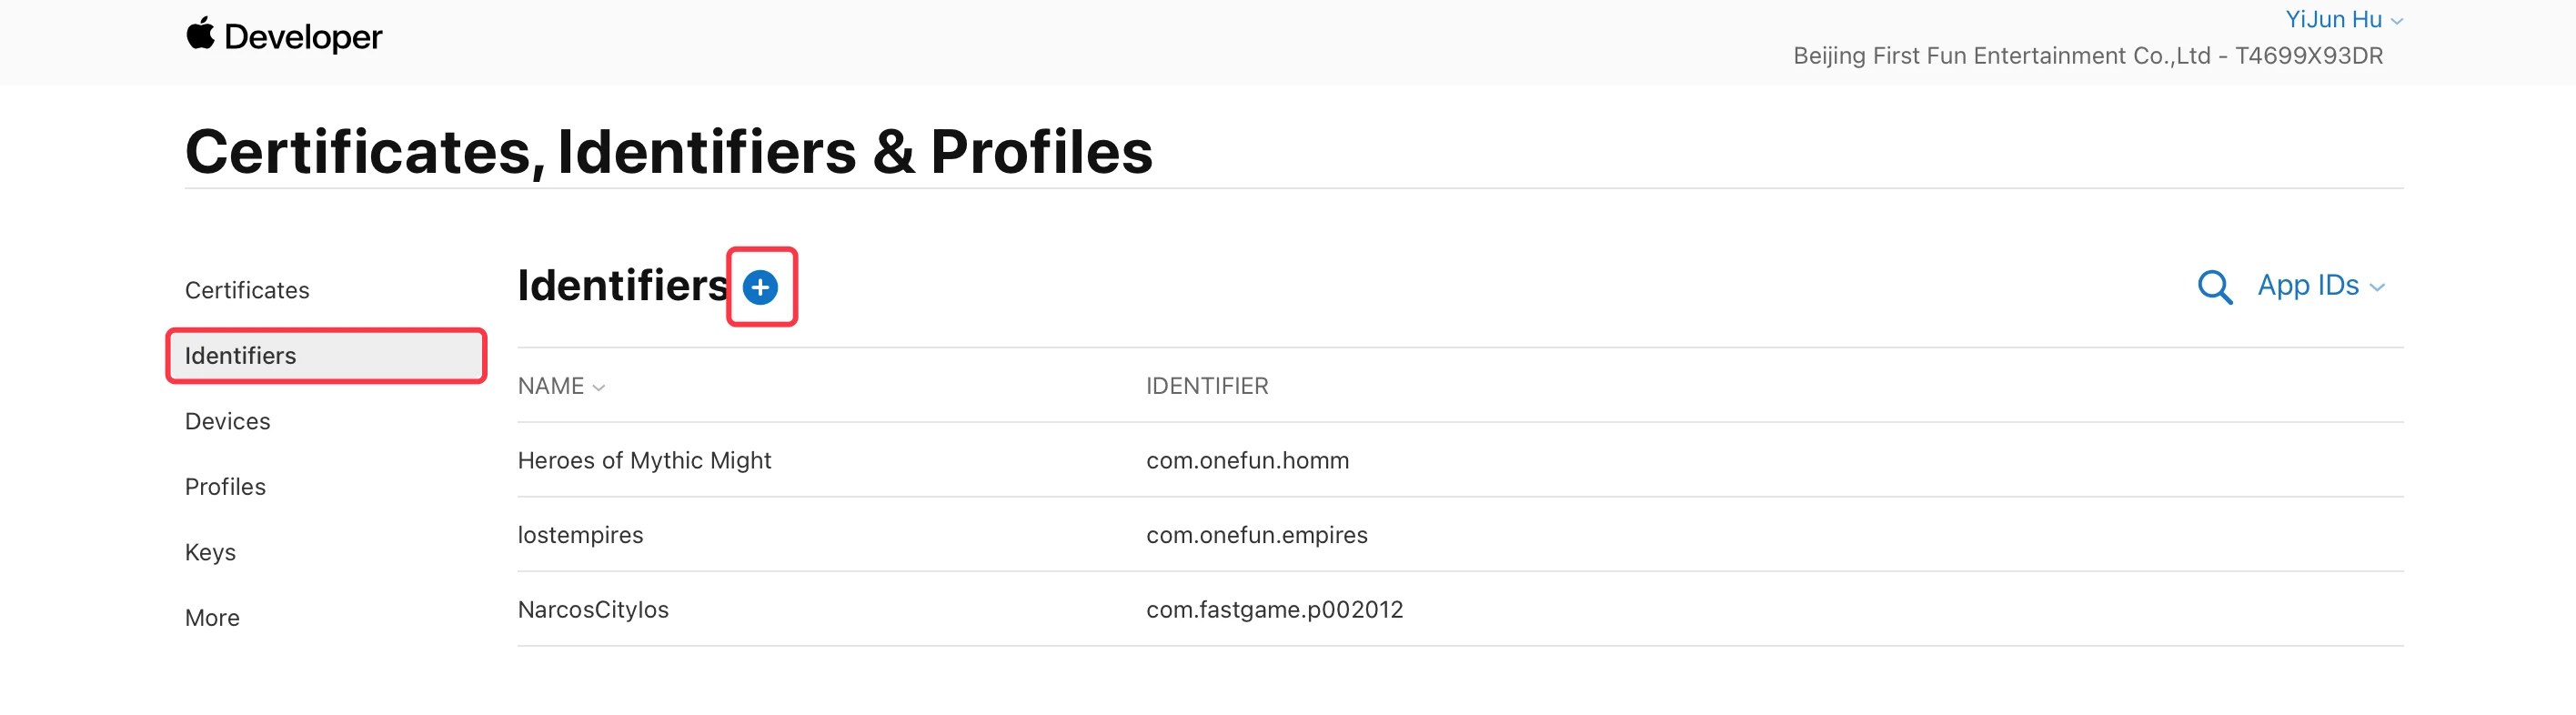 Developer
YiJun Hu
Beijing First Fun Entertainment Co.,Ltd - T4699X93DR
Certificates, Identifiers & Profiles
Certificates
Identifiers
Devices
Profiles
Keys
More
Identifiers
App IDs
NAME IDENTIFIER
Heroes of Mythic Might com.onefun.homm
lostempires com.onefun.empires
NarcosCityIos com.fastgame.p002012